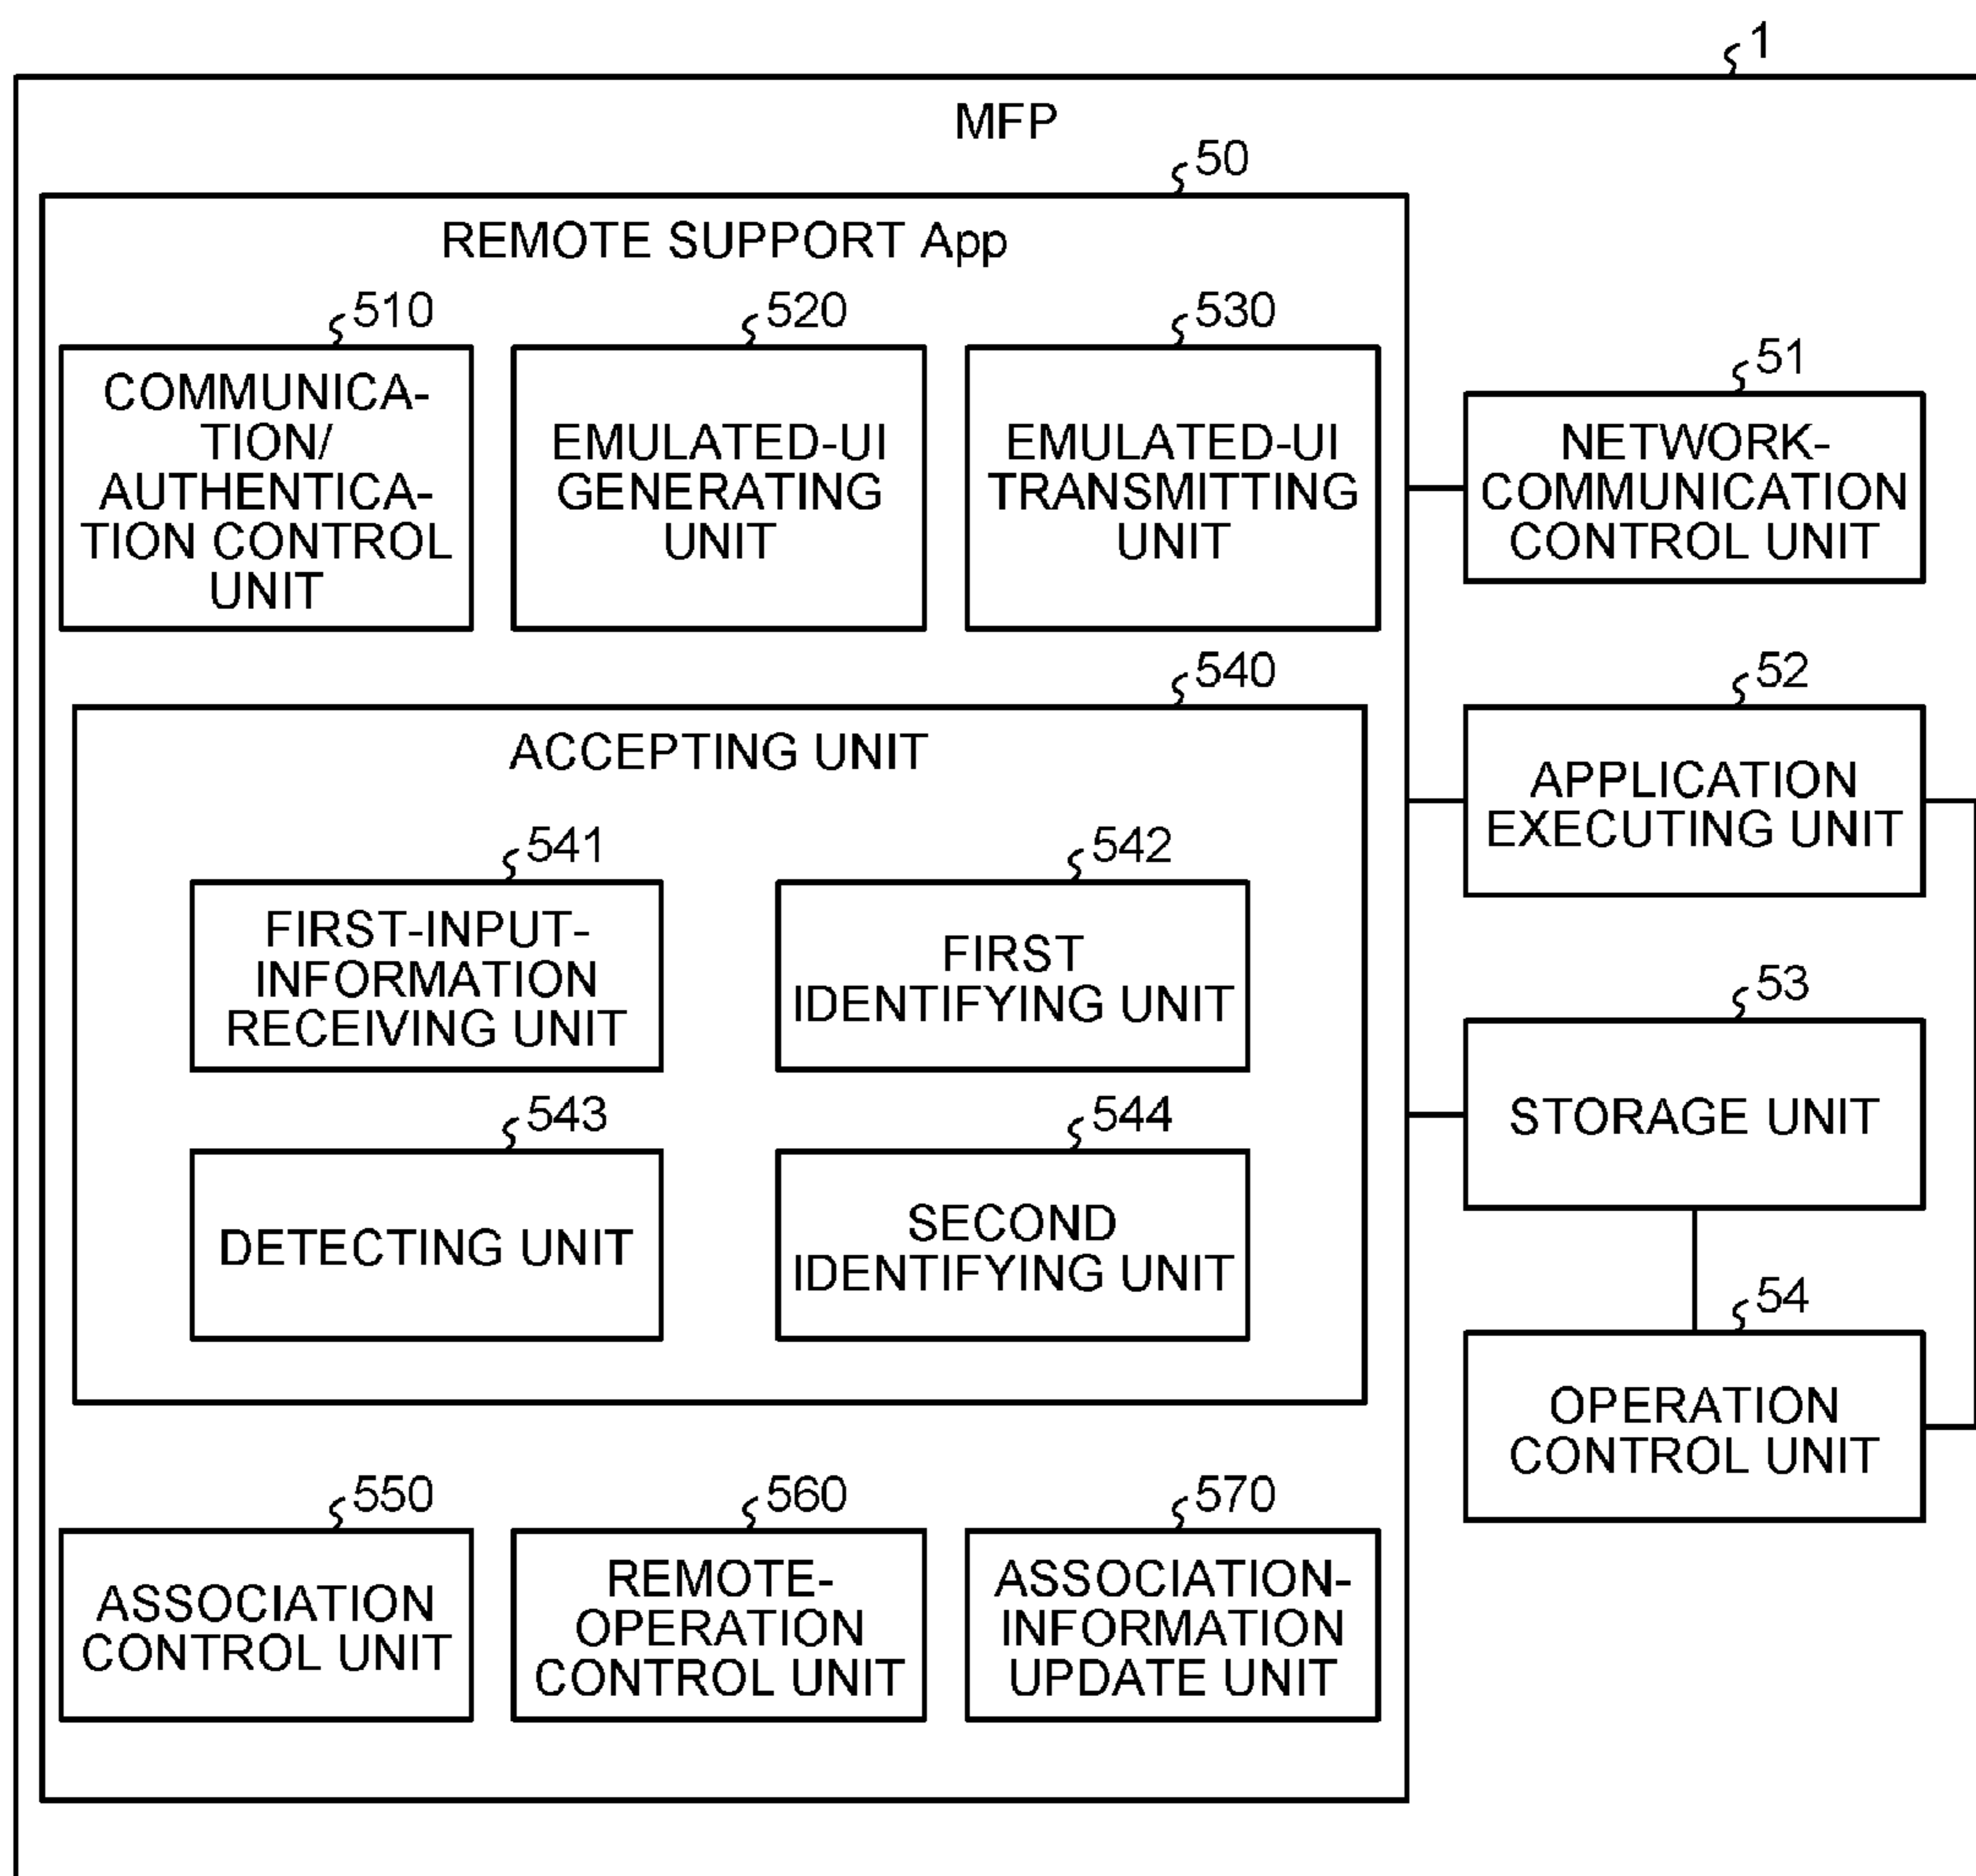 1
MFP
50
REMOTE SUPPORT App
510
COMMUNICA-
TION/
AUTHENTICA-
TION CONTROL
UNIT
520
EMULATED-UI
GENERATING
UNIT
530
EMULATED-UI
TRANSMITTING
UNIT
540
ACCEPTING UNIT
541
FIRST-INPUT-
INFORMATION
RECEIVING UNIT
542
FIRST
IDENTIFYING UNIT
543
DETECTING UNIT
544
SECOND
IDENTIFYING UNIT
550
ASSOCIATION
CONTROL UNIT
560
REMOTE-
OPERATION
CONTROL UNIT
570
ASSOCIATION-
INFORMATION
UPDATE UNIT
51
NETWORK-
COMMUNICATION
CONTROL UNIT
52
APPLICATION
EXECUTING UNIT
53
STORAGE UNIT
54
OPERATION
CONTROL UNIT